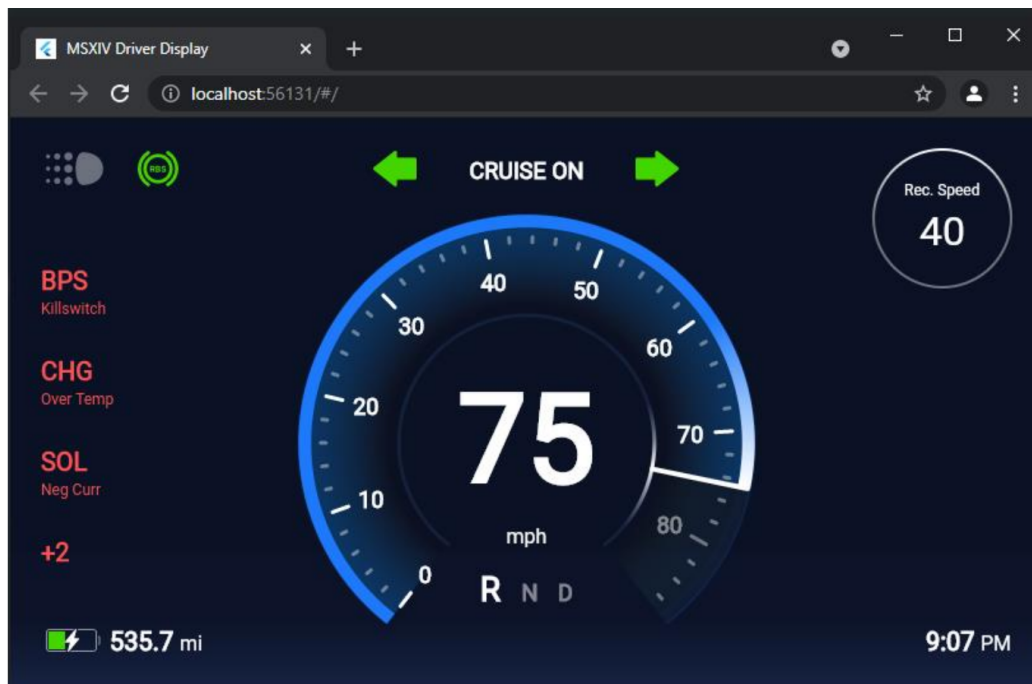 MSXIV Driver Display
localhost:56131/#/
RBS
CRUISE ON
Rec. Speed
40
BPS
Killswitch
CHG
Over Temp
SOL
Neg Curr
+2
0
10
20
30
40
50
60
70
80
75
mph
R N D
535.7 mi
9:07 PM